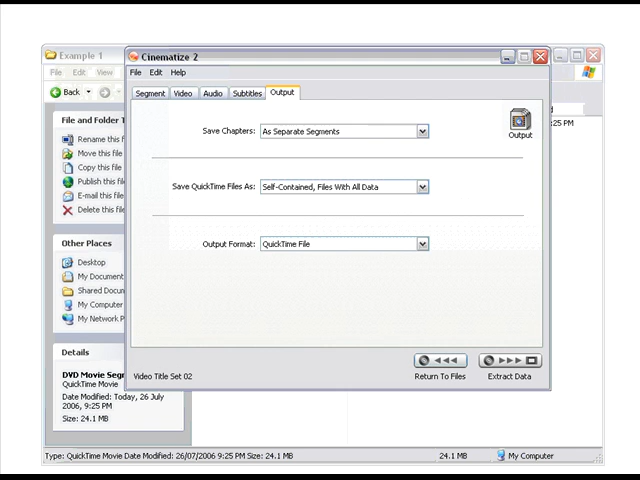 Example 1
Cinematize 2
File Edit View
File Edit Help
Back
Segment Video Audio Subtitles Output
File and Folder T
Rename this f
Move this file
Copy this file
Publish this file
E-mail this file
Delete this file
Save Chapters: As Separate Segments
Output
:25 PM
Save QuickTime Files As: Self-Contained, Files With All Data
Output Format: QuickTime File
Other Places
Desktop
My Document
Shared Docun
My Computer
My Network P
Details
DVD Movie Segr
QuickTime Movie
Date Modified: Today, 26 July
2006, 9:25 PM
Size: 24.1 MB
Video Title Set 02
Return To Files
Extract Data
Type: QuickTime Movie Date Modified: 26/07/2006 9:25 PM Size: 24.1 MB
24.1 MB
My Computer